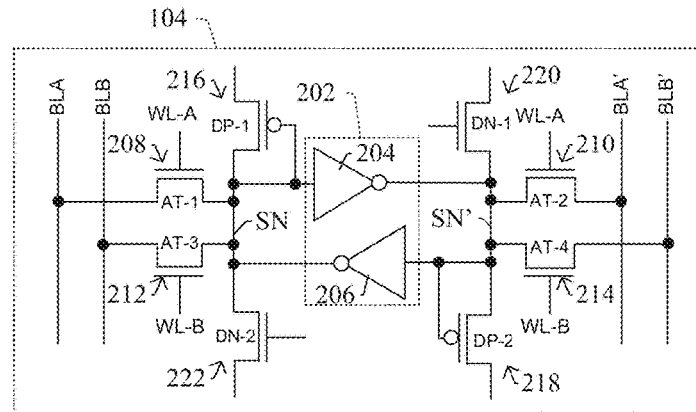 104
BLA
BLB
216
202
220
BLA'
BLB'
WL-A
DP-1
DN-1
WL-A
208
204
210
AT-1
AT-2
SN
SN'
AT-3
AT-4
212
206
214
WL-B
WL-B
DN-2
DP-2
222
218